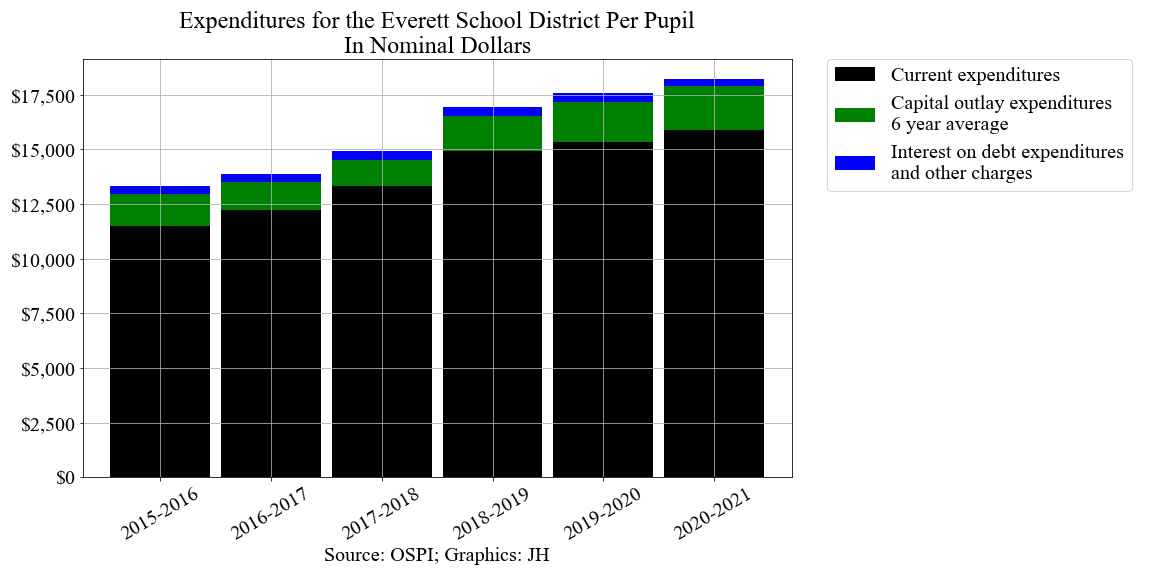 Expenditures for the Everett School District Per Pupil
In Nominal Dollars
$17,500
$15,000
$12,500
$10,000
$7,500
$5,000
$2,500
$0
2015-2016
2016-2017
2017-2018
2018-2019
2019-2020
2020-2021
Source: OSPI; Graphics: JH
Current expenditures
Capital outlay expenditures
6 year average
Interest on debt expenditures
and other charges